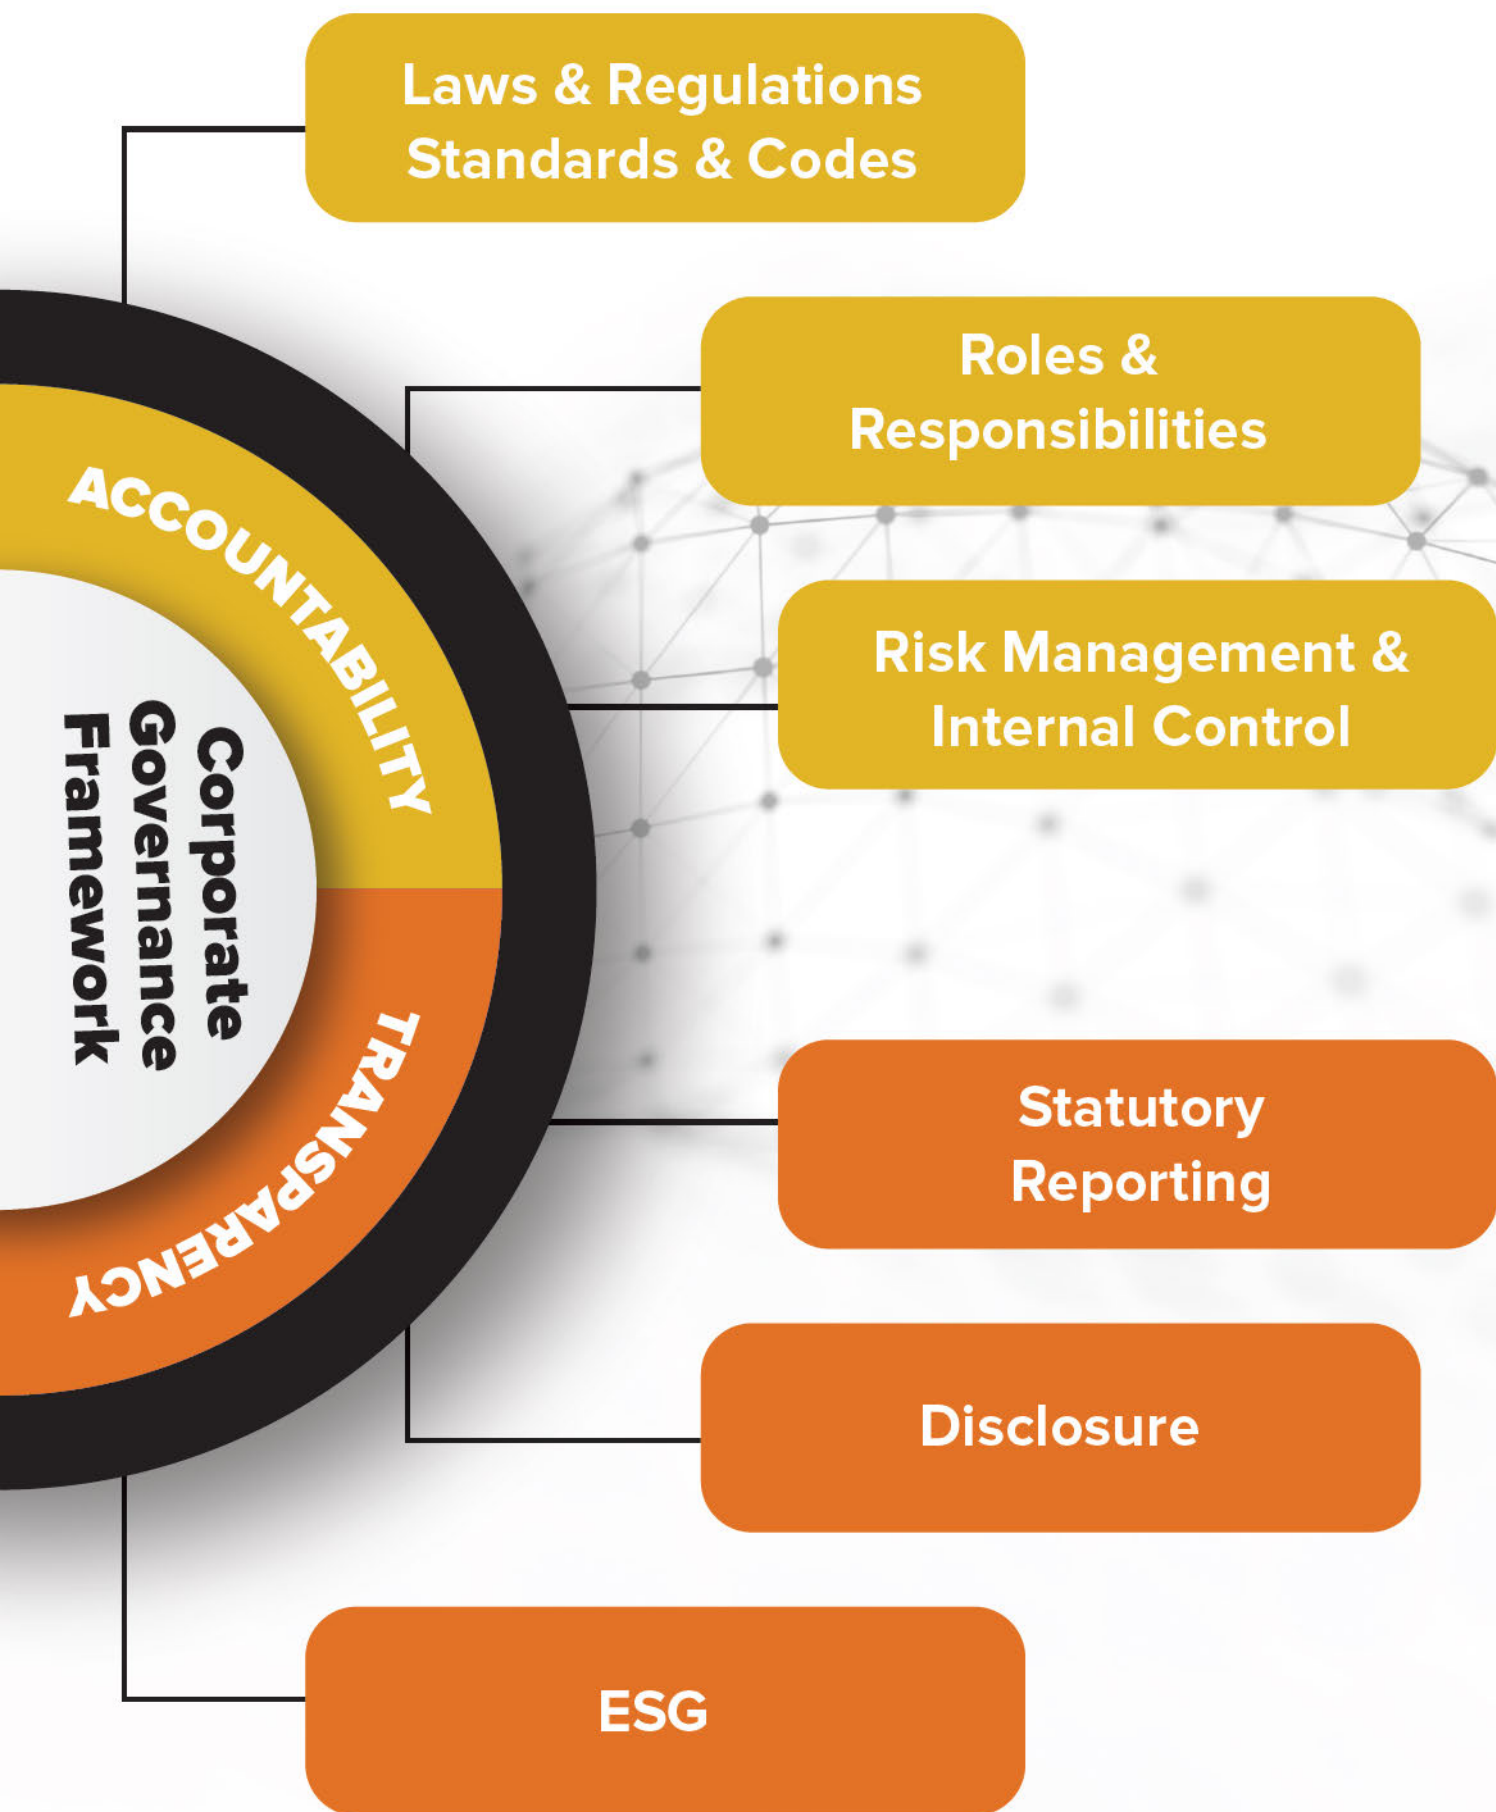 Laws & Regulations
Standards & Codes
Roles &
Responsibilities
ACCOUNTABILITY
Risk Management &
Internal Control
Corporate
Governance
Framework
TRANSPARENCY
Statutory
Reporting
Disclosure
ESG